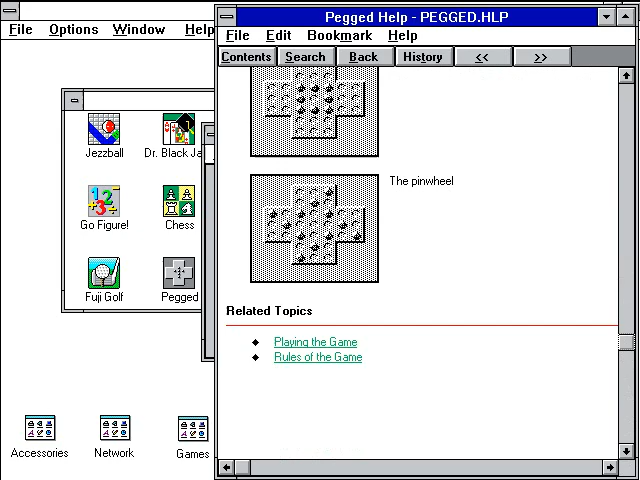 Pegged Help - PEGGED.HLP
File Options Window Help
File Edit Bookmark Help
Contents Search Back History << >>
Jezzball
Dr. Black Ja
Go Figure!
Chess
Fuji Golf
Pegged
The pinwheel
Related Topics
Playing the Game
Rules of the Game
Accessories
Network
Games